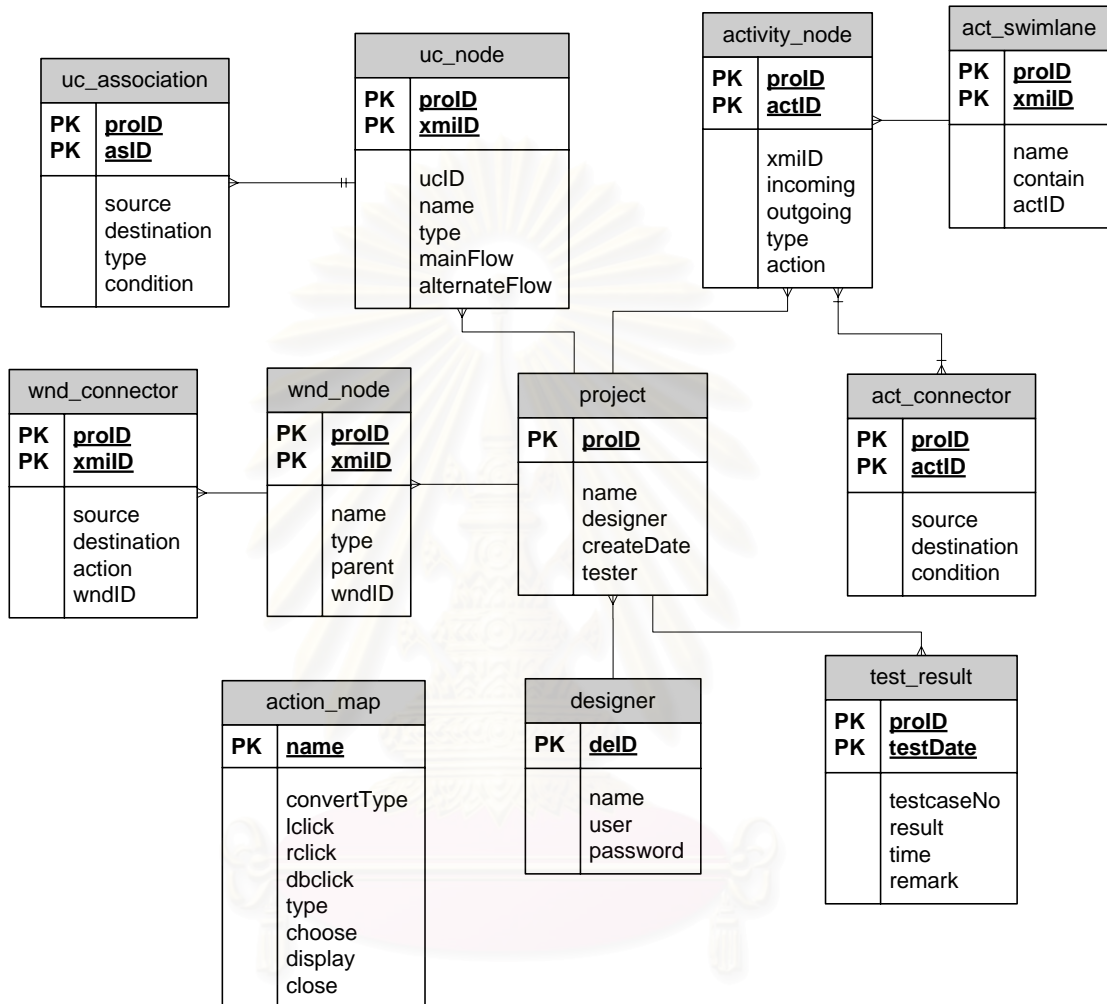 uc_association
PK proID
PK asID
source
destination
type
condition
uc_node
PK proID
PK xmiID
ucID
name
type
mainFlow
alternateFlow
activity_node
PK proID
PK actID
xmiID
incoming
outgoing
type
action
act_swimlane
PK proID
PK xmiID
name
contain
actID
wnd_connector
PK proID
PK xmiID
source
destination
action
wndID
wnd_node
PK proID
PK xmiID
name
type
parent
wndID
project
PK proID
name
designer
createDate
tester
act_connector
PK proID
PK actID
source
destination
condition
action_map
PK name
convertType
lclick
rclick
dbclick
type
choose
display
close
designer
PK deID
name
user
password
test_result
PK proID
PK testDate
testcaseNo
result
time
remark